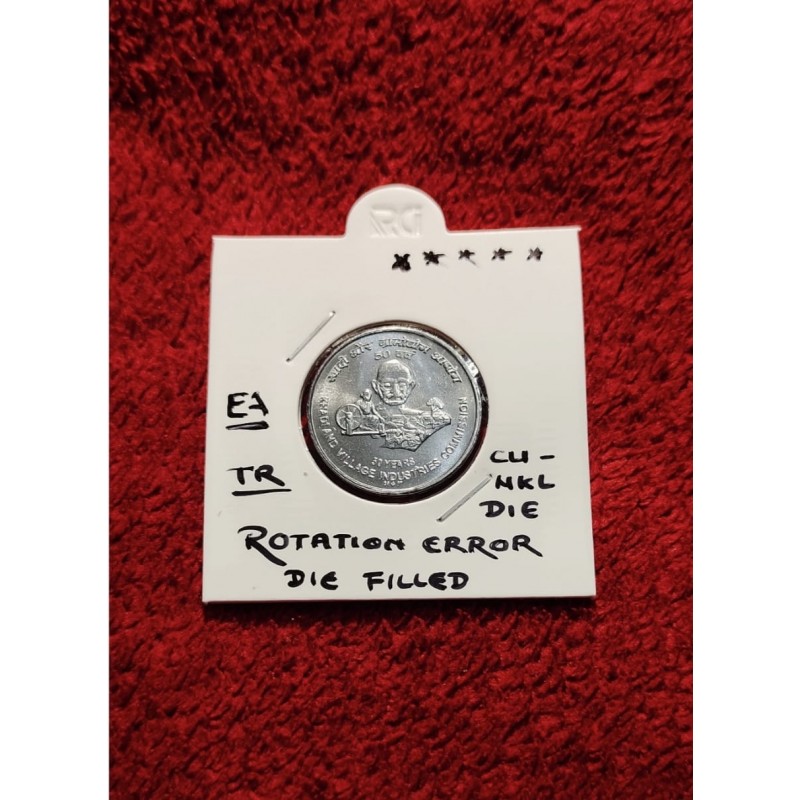 RG
★ ★ ★ ★ ★
खादी और ग्रामोद्योग आयोग
50 वर्ष
KHADI AND VILLAGE INDUSTRIES COMMISSION
50 YEARS
EA
TR
CU -
NKL
DIE
ROTATION ERROR
DIE FILLED